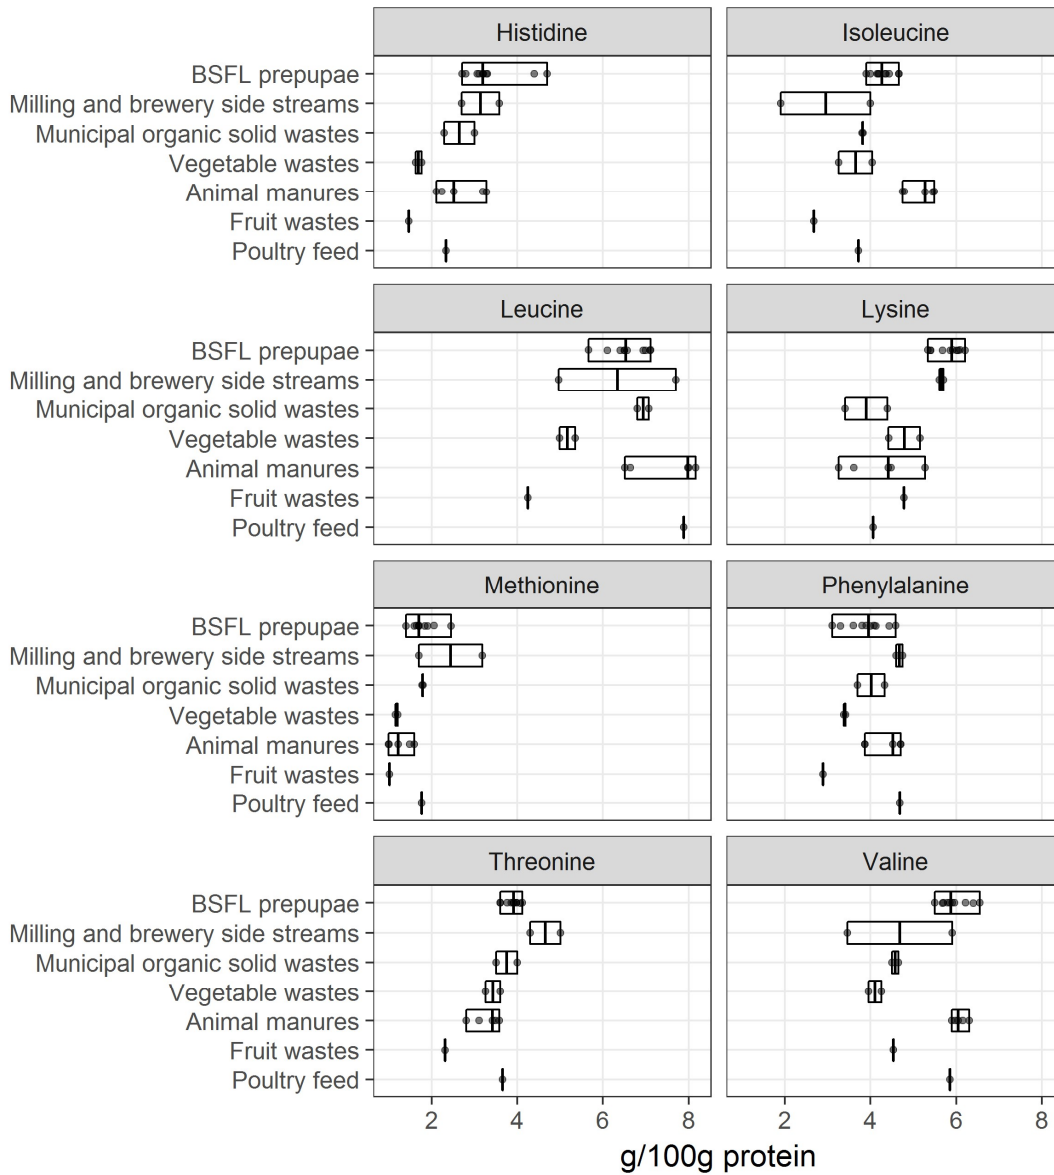 Histidine Isoleucine
BSFL prepupae
Milling and brewery side streams
Municipal organic solid wastes
Vegetable wastes
Animal manures
Fruit wastes
Poultry feed
Leucine Lysine
BSFL prepupae
Milling and brewery side streams
Municipal organic solid wastes
Vegetable wastes
Animal manures
Fruit wastes
Poultry feed
Methionine Phenylalanine
BSFL prepupae
Milling and brewery side streams
Municipal organic solid wastes
Vegetable wastes
Animal manures
Fruit wastes
Poultry feed
Threonine Valine
BSFL prepupae
Milling and brewery side streams
Municipal organic solid wastes
Vegetable wastes
Animal manures
Fruit wastes
Poultry feed
2 4 6 8 2 4 6 8
g/100g protein